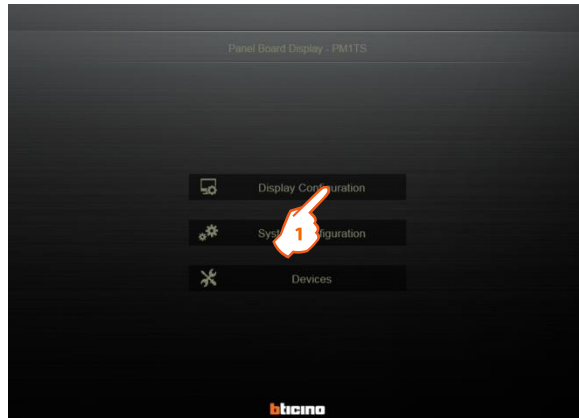 Panel Board Display - PM1TS
Display Configuration
System Configuration
1
Devices
bticino